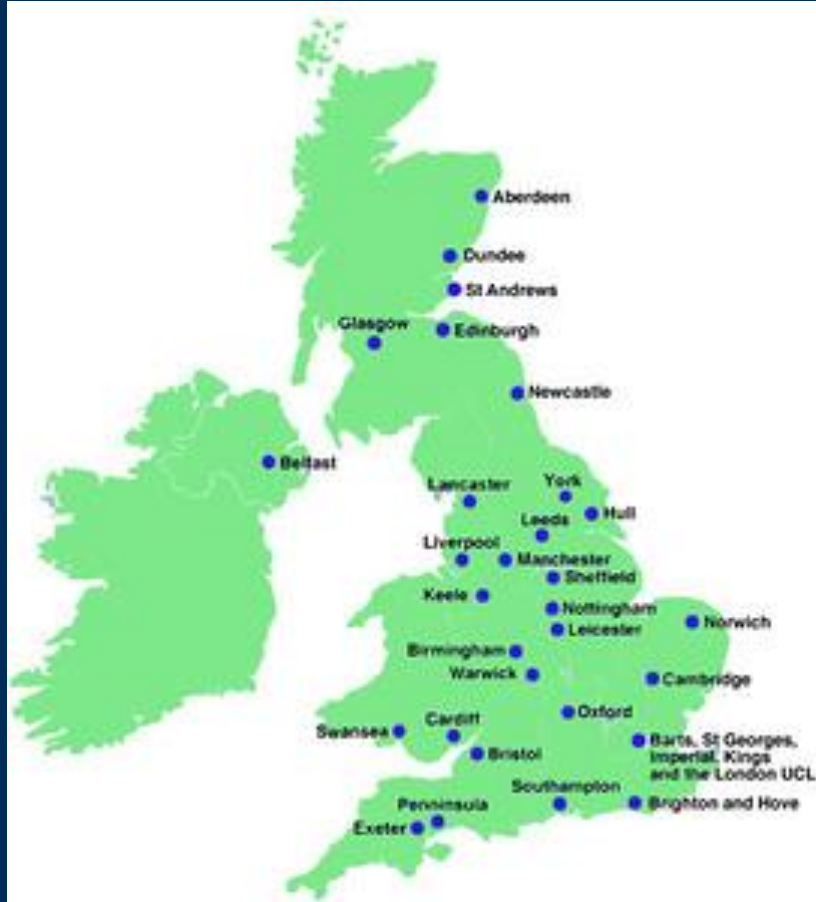 Aberdeen
Dundee
St Andrews
Glasgow
Edinburgh
Newcastle
Belfast
Lancaster
York
Hull
Leeds
Liverpool
Manchester
Sheffield
Keele
Nottingham
Leicester
Norwich
Birmingham
Warwick
Cambridge
Oxford
Swansea
Cardiff
Bristol
Barts, St Georges,
Imperial, Kings
and the London UCL
Southampton
Brighton and Hove
Penninsula
Exeter